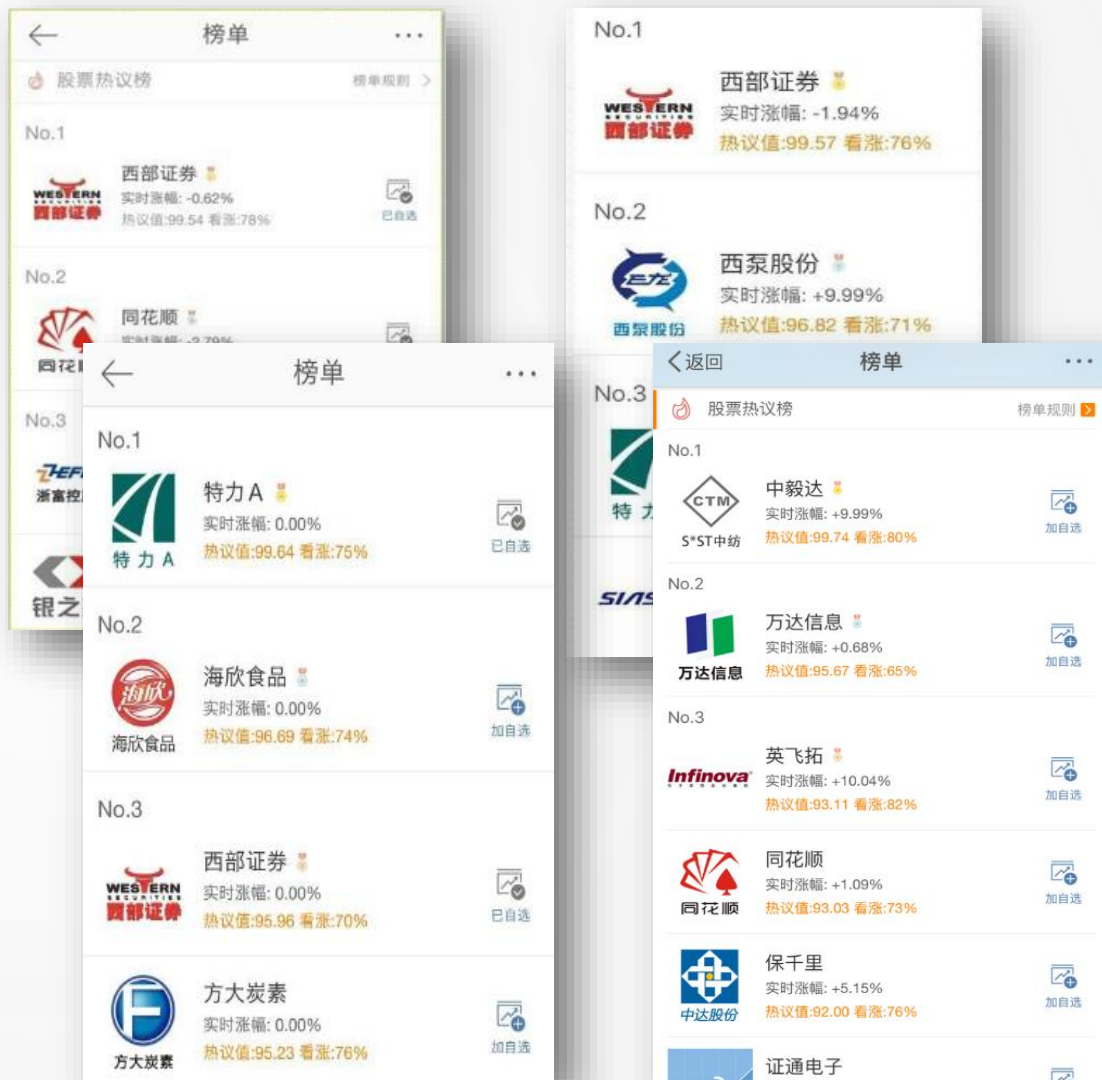 榜单
股票热议榜
榜单规则
No.1
WESTERN
SECURITIES
西部证券
西部证券
实时涨幅: -0.62%
热议值:99.54 看涨:78%
已自选
No.2
同花顺
实时涨幅: -2.79%
No.3
浙富控
银之
No.1
WESTERN
SECURITIES
西部证券
西部证券
实时涨幅: -1.94%
热议值:99.57 看涨:76%
No.2
西泵股份
西泵股份
实时涨幅: +9.99%
热议值:96.82 看涨:71%
No.3
特
榜单
No.1
特力A
特力A
实时涨幅: 0.00%
热议值:99.64 看涨:75%
已自选
No.2
海欣
海欣食品
海欣食品
实时涨幅: 0.00%
热议值:96.69 看涨:74%
加自选
No.3
WESTERN
SECURITIES
西部证券
西部证券
实时涨幅: 0.00%
热议值:95.96 看涨:70%
已自选
方大炭素
方大炭素
实时涨幅: 0.00%
热议值:95.23 看涨:76%
加自选
返回
榜单
股票热议榜
榜单规则
No.1
CTM
S*ST中纺
中毅达
实时涨幅: +9.99%
热议值:99.74 看涨:80%
加自选
No.2
万达信息
万达信息
实时涨幅: +0.68%
热议值:95.67 看涨:65%
加自选
No.3
Infinova
英飞拓
实时涨幅: +10.04%
热议值:93.11 看涨:82%
加自选
同花顺
同花顺
实时涨幅: +1.09%
热议值:93.03 看涨:73%
加自选
中达股份
保千里
实时涨幅: +5.15%
热议值:92.00 看涨:76%
加自选
证通电子